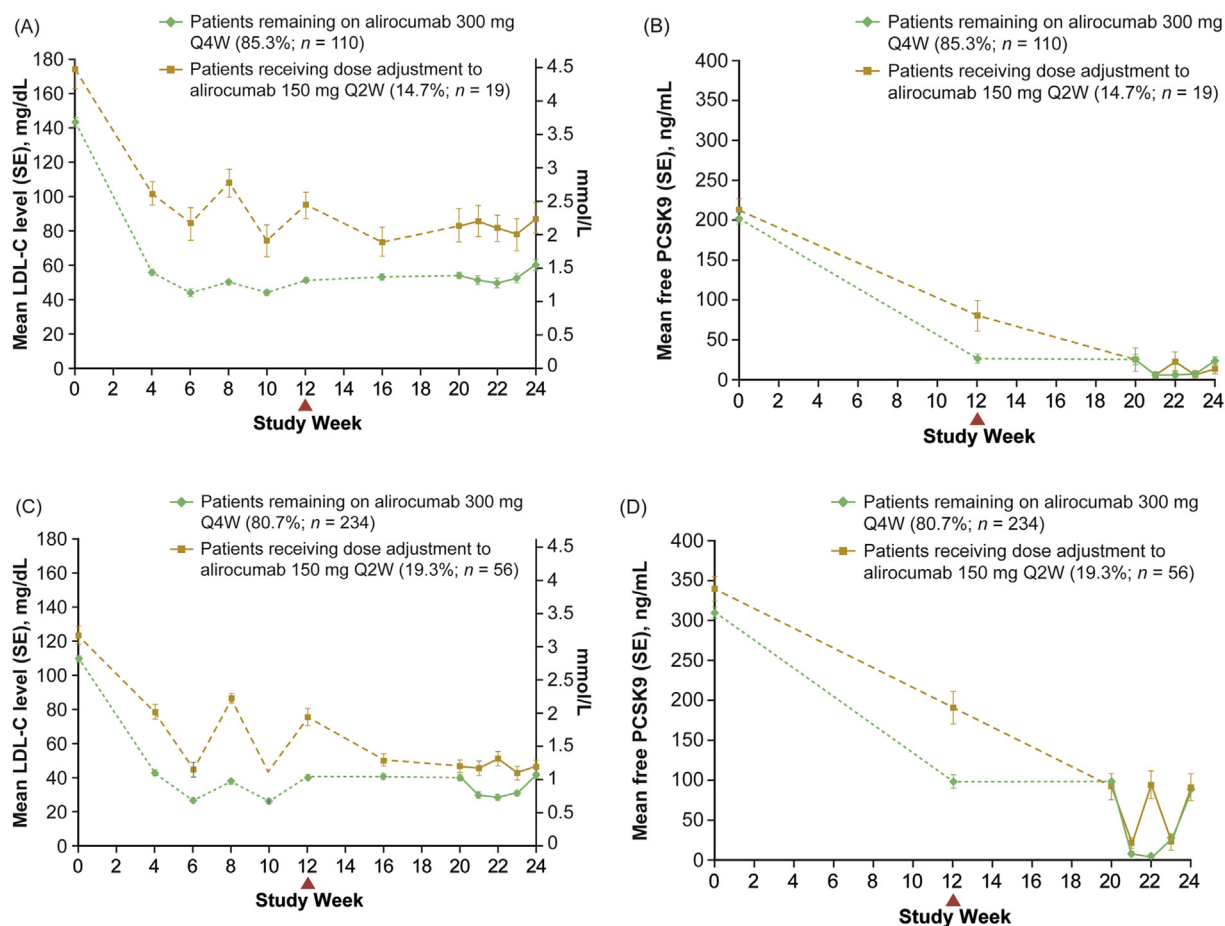 (A)
Patients remaining on alirocumab 300 mg
Q4W (85.3%; n = 110)
Patients receiving dose adjustment to
alirocumab 150 mg Q2W (14.7%; n = 19)
Mean LDL-C level (SE), mg/dL
180
160
140
120
100
80
60
40
20
0
4.5
4
3.5
3
2.5
2
1.5
1
0.5
0
mmol/L
0 2 4 6 8 10 12 14 16 18 20 22 24
Study Week
(B)
Patients remaining on alirocumab 300 mg
Q4W (85.3%; n = 110)
Patients receiving dose adjustment to
alirocumab 150 mg Q2W (14.7%; n = 19)
Mean free PCSK9 (SE), ng/mL
400
350
300
250
200
150
100
50
0
0 2 4 6 8 10 12 14 16 18 20 22 24
Study Week
(C)
Patients remaining on alirocumab 300 mg
Q4W (80.7%; n = 234)
Patients receiving dose adjustment to
alirocumab 150 mg Q2W (19.3%; n = 56)
Mean LDL-C level (SE), mg/dL
180
160
140
120
100
80
60
40
20
0
4.5
4
3.5
3
2.5
2
1.5
1
0.5
0
mmol/L
0 2 4 6 8 10 12 14 16 18 20 22 24
Study Week
(D)
Patients remaining on alirocumab 300 mg
Q4W (80.7%; n = 234)
Patients receiving dose adjustment to
alirocumab 150 mg Q2W (19.3%; n = 56)
Mean free PCSK9 (SE), ng/mL
400
350
300
250
200
150
100
50
0
0 2 4 6 8 10 12 14 16 18 20 22 24
Study Week